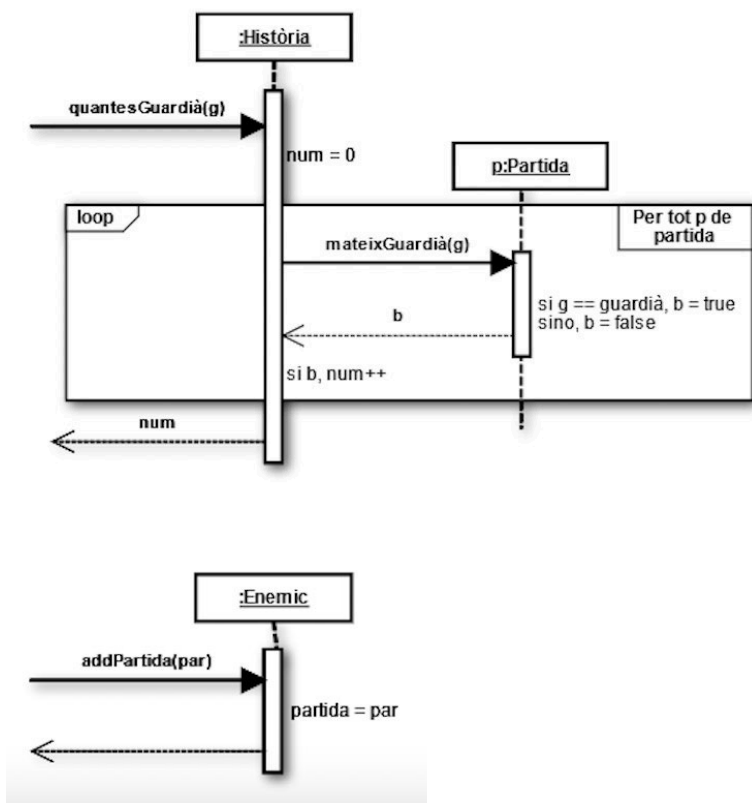 :Història
quantesGuardià(g)
num = 0
p:Partida
loop
Per tot p de
partida
mateixGuardià(g)
si g == guardià, b = true
sino, b = false
b
si b, num++
num
:Enemic
addPartida(par)
partida = par